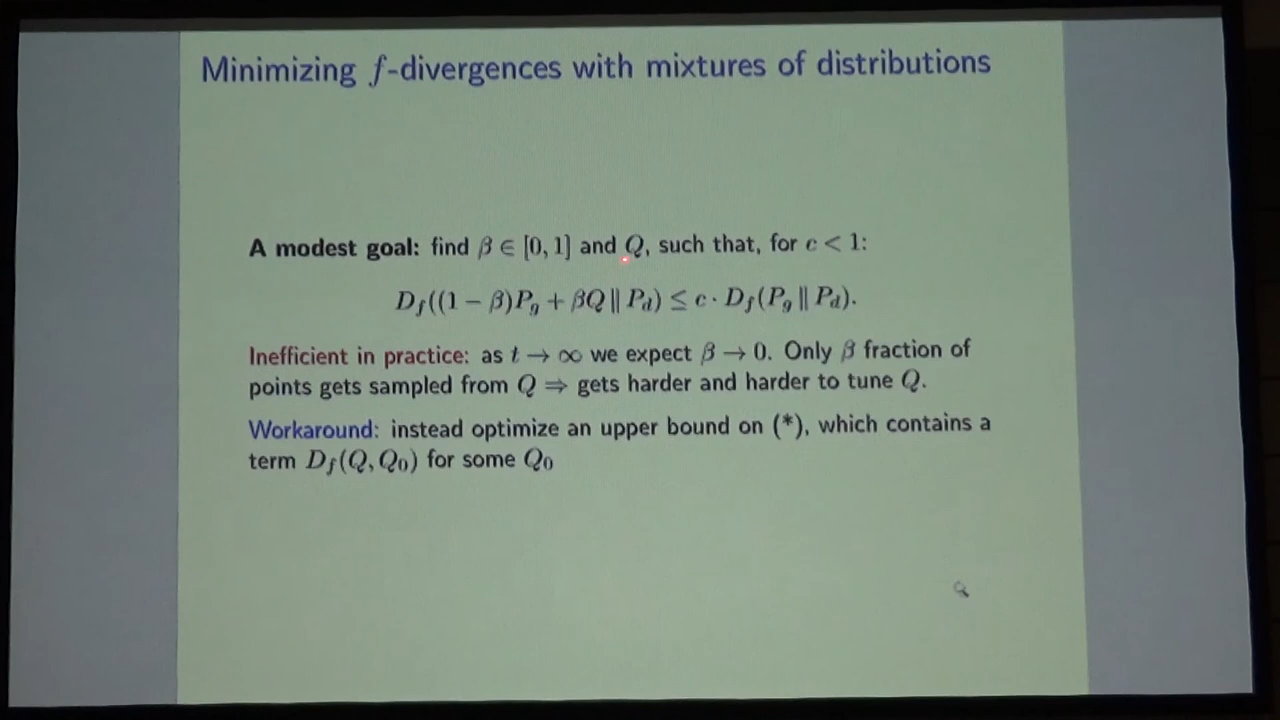 Minimizing f-divergences with mixtures of distributions
A modest goal: find β ∈ [0, 1] and Q, such that, for c < 1:
D_f((1 − β)P_g + βQ ‖ P_d) ≤ c · D_f(P_g ‖ P_d).
Inefficient in practice: as t → ∞ we expect β → 0. Only β fraction of
points gets sampled from Q ⇒ gets harder and harder to tune Q.
Workaround: instead optimize an upper bound on (*), which contains a
term D_f(Q, Q_0) for some Q_0